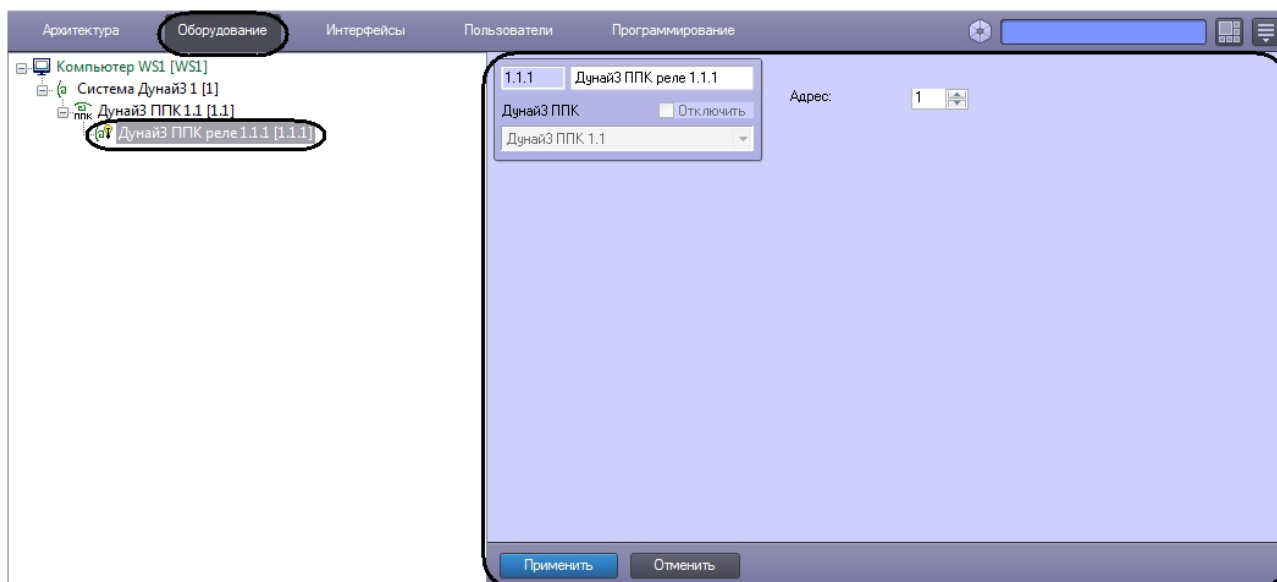 Архитектура Оборудование Интерфейсы Пользователи Программирование
Компьютер WS1 [WS1]
Система Дунай3 1 [1]
ППК Дунай3 ППК 1.1 [1.1]
Дунай3 ППК реле 1.1.1 [1.1.1]
1.1.1 Дунай3 ППК реле 1.1.1
Дунай3 ППК Отключить
Дунай3 ППК 1.1
Адрес: 1
Применить Отменить